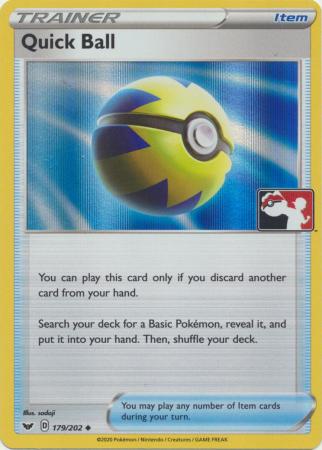 TRAINER Item
Quick Ball
You can play this card only if you discard another
card from your hand.
Search your deck for a Basic Pokémon, reveal it, and
put it into your hand. Then, shuffle your deck.
Illus. sadaji
D 179/202 ◆
You may play any number of Item cards
during your turn.
©2020 Pokémon / Nintendo / Creatures / GAME FREAK